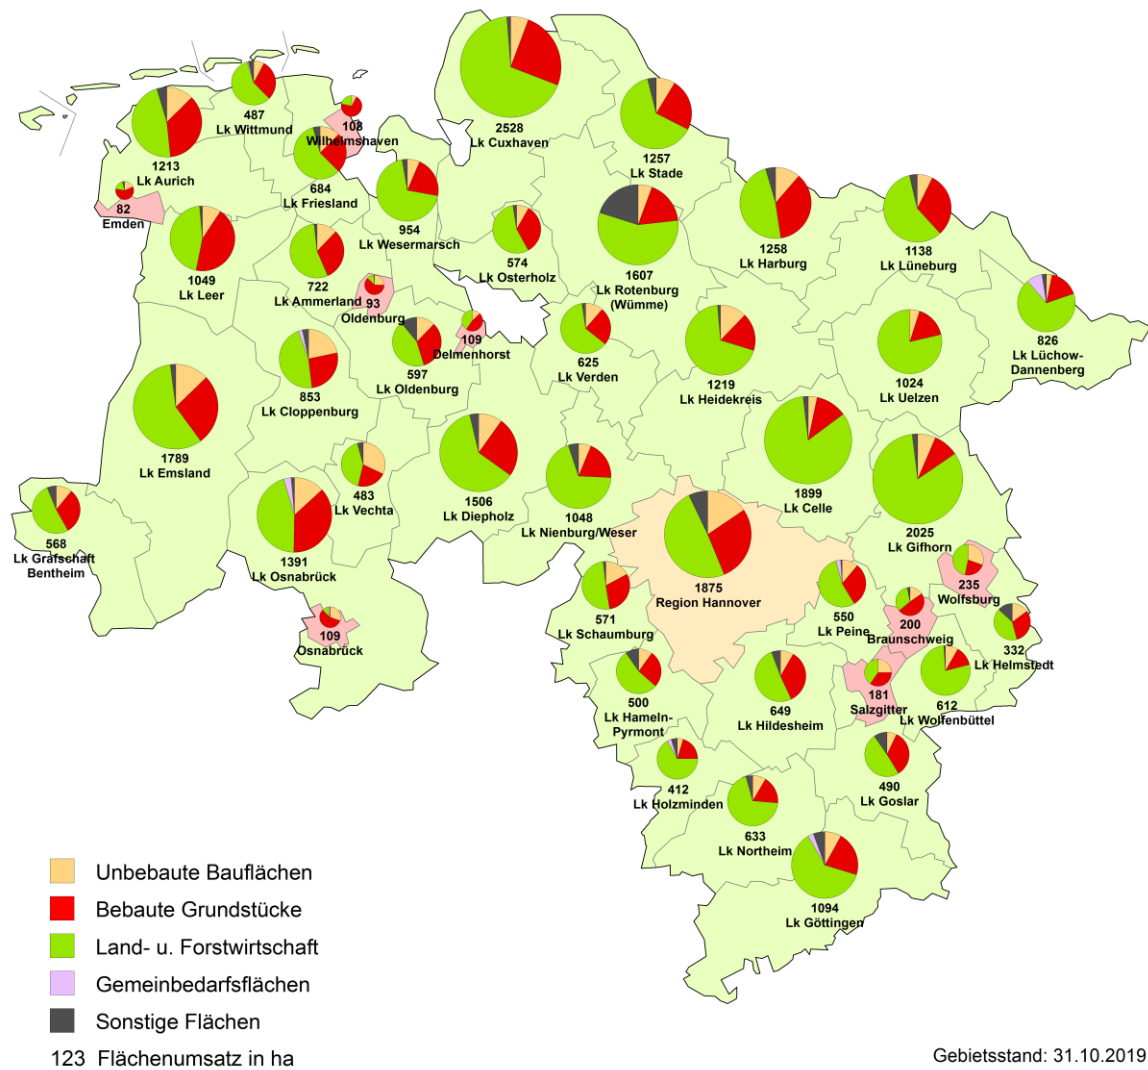 487
Lk Wittmund
108
Wilhelmshaven
2528
Lk Cuxhaven
1257
Lk Stade
1213
Lk Aurich
684
Lk Friesland
82
Emden
954
Lk Wesermarsch
574
Lk Osterholz
1607
Lk Rotenburg
(Wümme)
1258
Lk Harburg
1138
Lk Lüneburg
1049
Lk Leer
722
Lk Ammerland
93
Oldenburg
109
Delmenhorst
597
Lk Oldenburg
625
Lk Verden
1219
Lk Heidekreis
1024
Lk Uelzen
826
Lk Lüchow-
Dannenberg
853
Lk Cloppenburg
1789
Lk Emsland
483
Lk Vechta
1506
Lk Diepholz
1048
Lk Nienburg/Weser
1899
Lk Celle
2025
Lk Gifhorn
568
Lk Grafschaft
Bentheim
1391
Lk Osnabrück
109
Osnabrück
1875
Region Hannover
571
Lk Schaumburg
550
Lk Peine
235
Wolfsburg
200
Braunschweig
332
Lk Helmstedt
500
Lk Hameln-
Pyrmont
649
Lk Hildesheim
181
Salzgitter
612
Lk Wolfenbüttel
412
Lk Holzminden
490
Lk Goslar
633
Lk Northeim
1094
Lk Göttingen
Unbebaute Bauflächen
Bebaute Grundstücke
Land- u. Forstwirtschaft
Gemeinbedarfsflächen
Sonstige Flächen
123 Flächenumsatz in ha
Gebietsstand: 31.10.2019